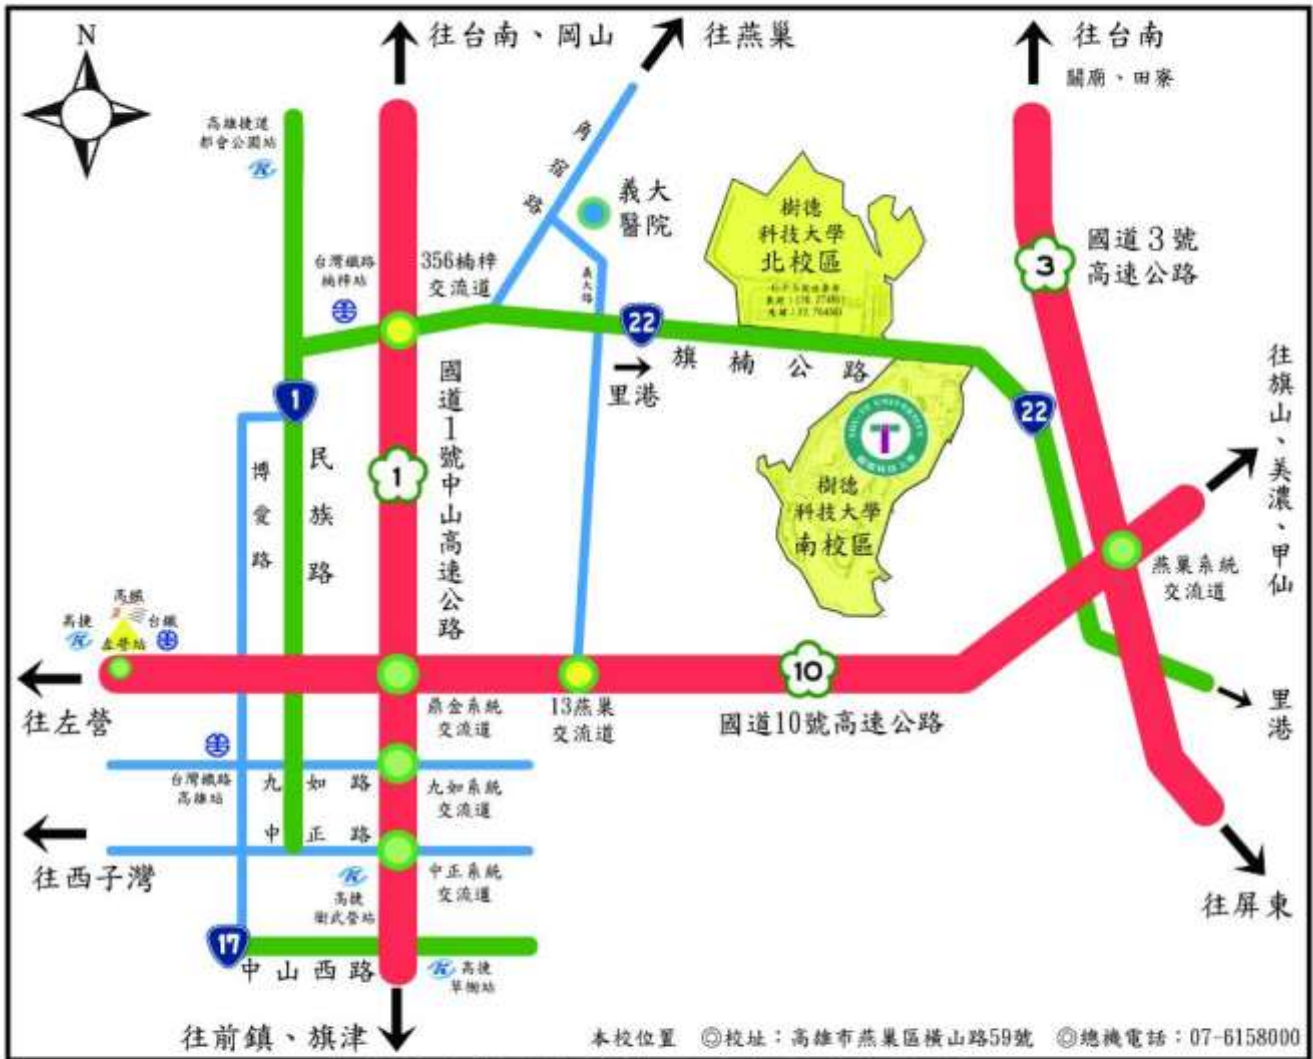 N
往台南、岡山
往燕巢
往台南
關廟、田寮
高雄捷運
都會公園站
角宿路
義大
醫院
樹德
科技大學
北校區
國道3號
高速公路
3
台灣鐵路
楠梓站
356楠梓
交流道
義大路
22
旗楠公路
里港
1
民族路
博愛路
國道1號中山高速公路
1
22
樹德
科技大學
南校區
往旗山、美濃、甲仙
燕巢系統
交流道
高鐵
高捷
台鐵
左營站
往左營
鼎金系統
交流道
13燕巢
交流道
10
國道10號高速公路
里港
台灣鐵路
高雄站
九如路
九如系統
交流道
中正路
中正系統
交流道
往西子灣
高捷
衛武營站
往屏東
17
中山西路
高捷
草衙站
往前鎮、旗津
本校位置 ◎校址：高雄市燕巢區橫山路59號 ◎總機電話：07-6158000